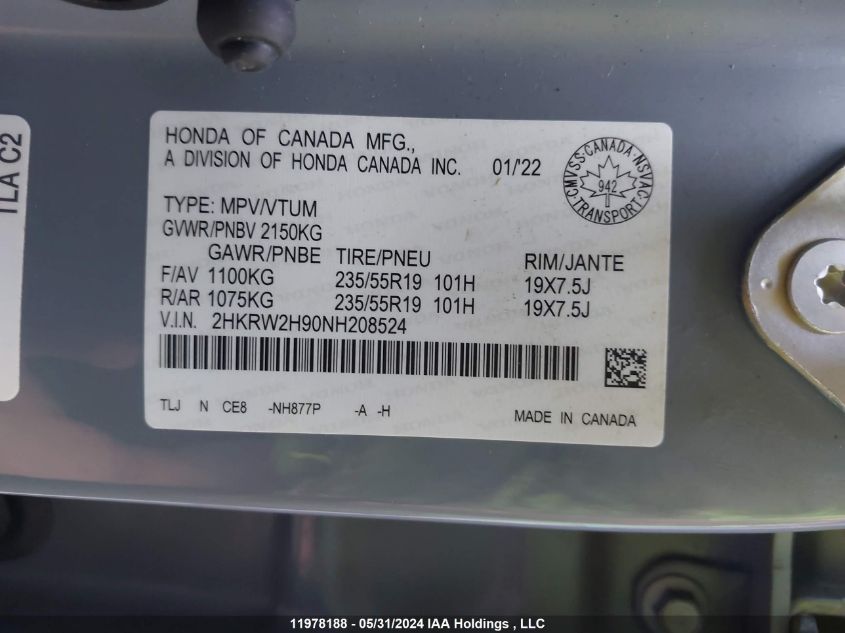 TLA C2
HONDA OF CANADA MFG.,
A DIVISION OF HONDA CANADA INC. 01/'22
CMVSS·CANADA·NSVAC·TRANSPORT
942
TYPE: MPV/VTUM
GVWR/PNBV 2150KG
GAWR/PNBE TIRE/PNEU RIM/JANTE
F/AV 1100KG 235/55R19 101H 19X7.5J
R/AR 1075KG 235/55R19 101H 19X7.5J
V.I.N. 2HKRW2H90NH208524
TLJ N CE8 -NH877P -A -H
MADE IN CANADA
11978188 - 05/31/2024 IAA Holdings , LLC